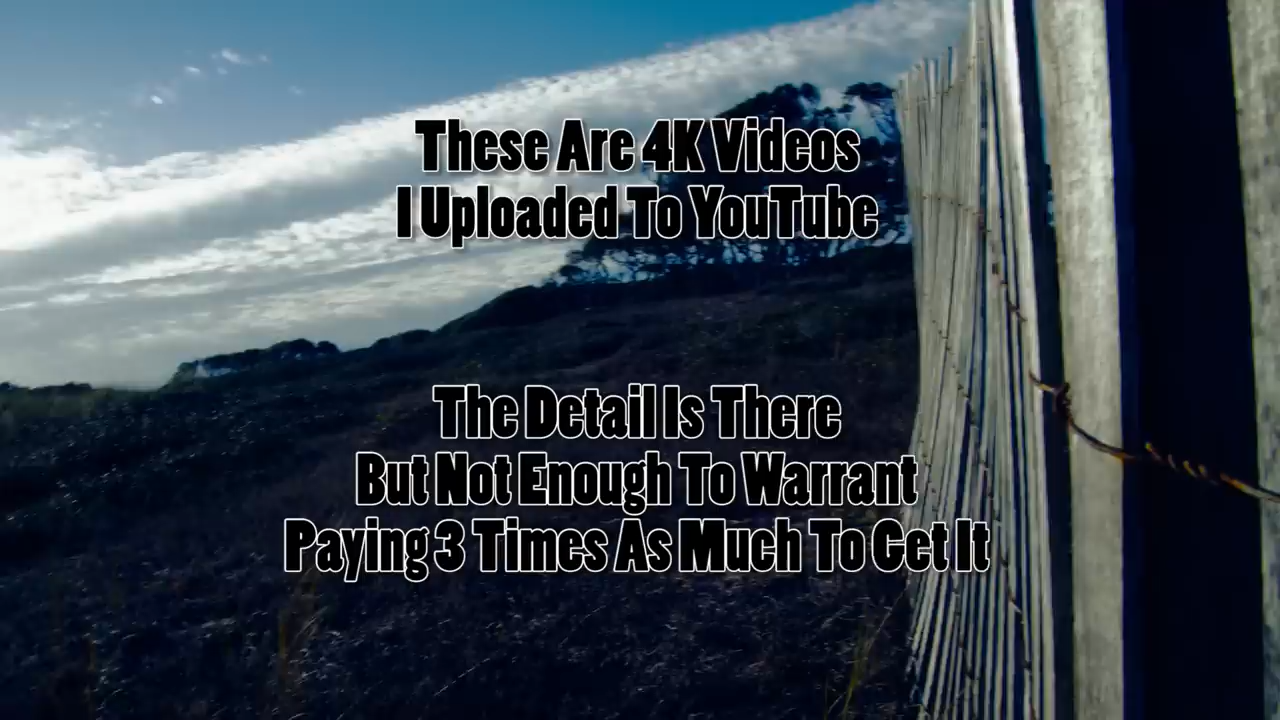 These Are 4K Videos
I Uploaded To YouTube
The Detail Is There
But Not Enough To Warrant
Paying 3 Times As Much To Get It